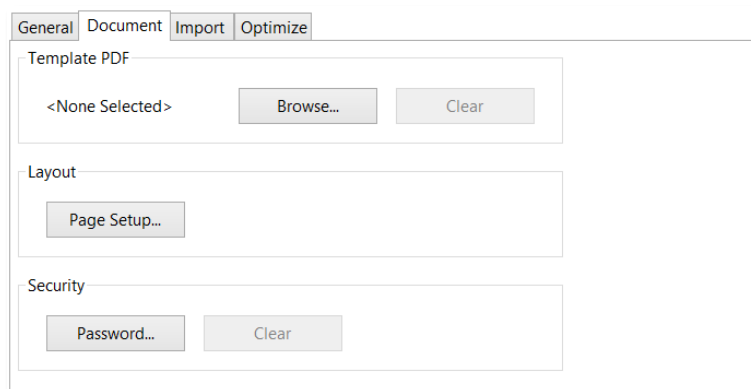 General Document Import Optimize
Template PDF
<None Selected> Browse... Clear
Layout
Page Setup...
Security
Password... Clear